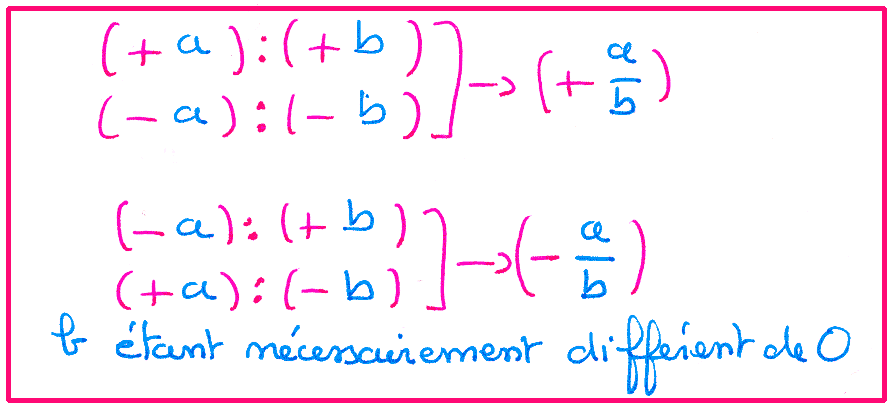 (+ a) : (+ b) ] → (+ a/b)
(- a) : (- b)
(- a) : (+ b) ] → (- a/b)
(+ a) : (- b)
b étant nécessairement différent de 0